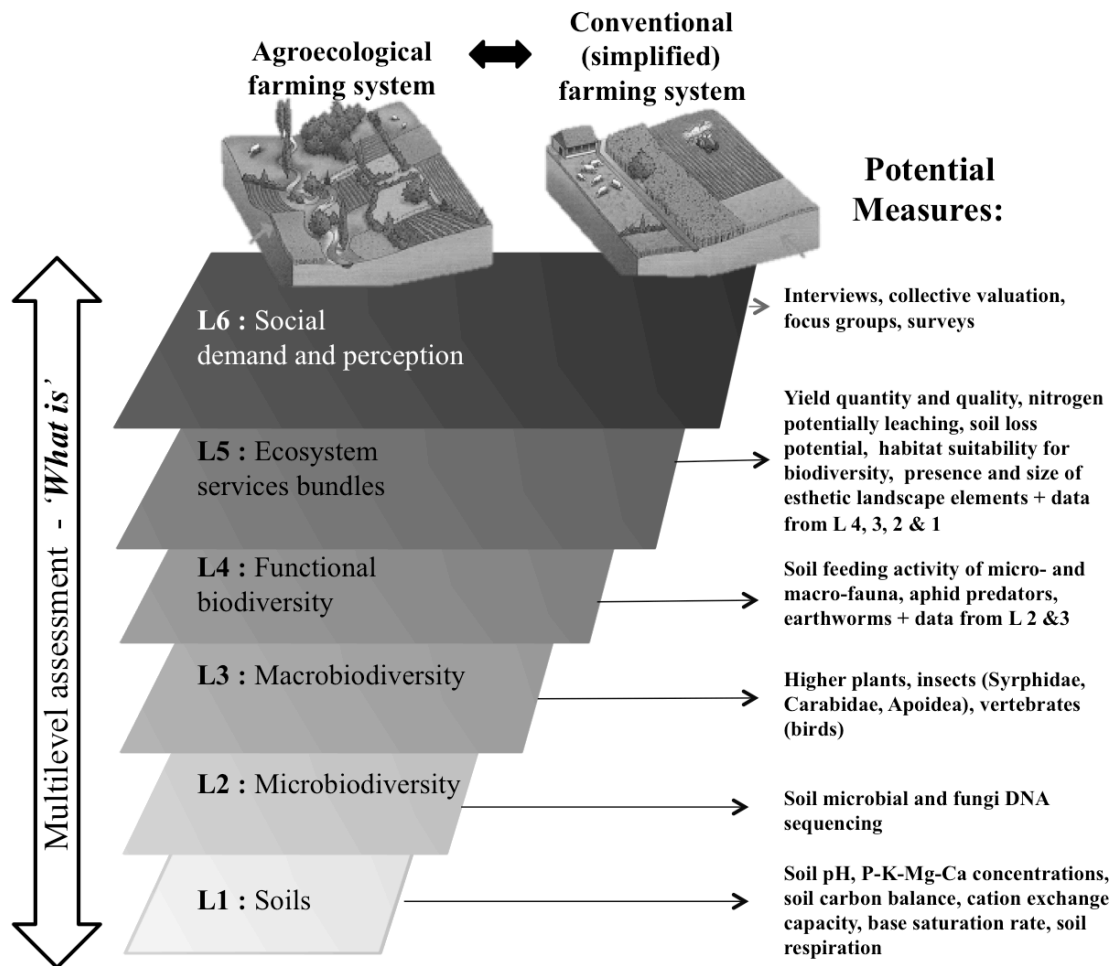 Agroecological
farming system
Conventional
(simplified)
farming system
Potential
Measures:
Multilevel assessment - ‘What is’
L6 : Social
demand and perception
Interviews, collective valuation,
focus groups, surveys
L5 : Ecosystem
services bundles
Yield quantity and quality, nitrogen
potentially leaching, soil loss
potential, habitat suitability for
biodiversity, presence and size of
esthetic landscape elements + data
from L 4, 3, 2 & 1
L4 : Functional
biodiversity
Soil feeding activity of micro- and
macro-fauna, aphid predators,
earthworms + data from L 2 &3
L3 : Macrobiodiversity
Higher plants, insects (Syrphidae,
Carabidae, Apoidea), vertebrates
(birds)
L2 : Microbiodiversity
Soil microbial and fungi DNA
sequencing
L1 : Soils
Soil pH, P-K-Mg-Ca concentrations,
soil carbon balance, cation exchange
capacity, base saturation rate, soil
respiration